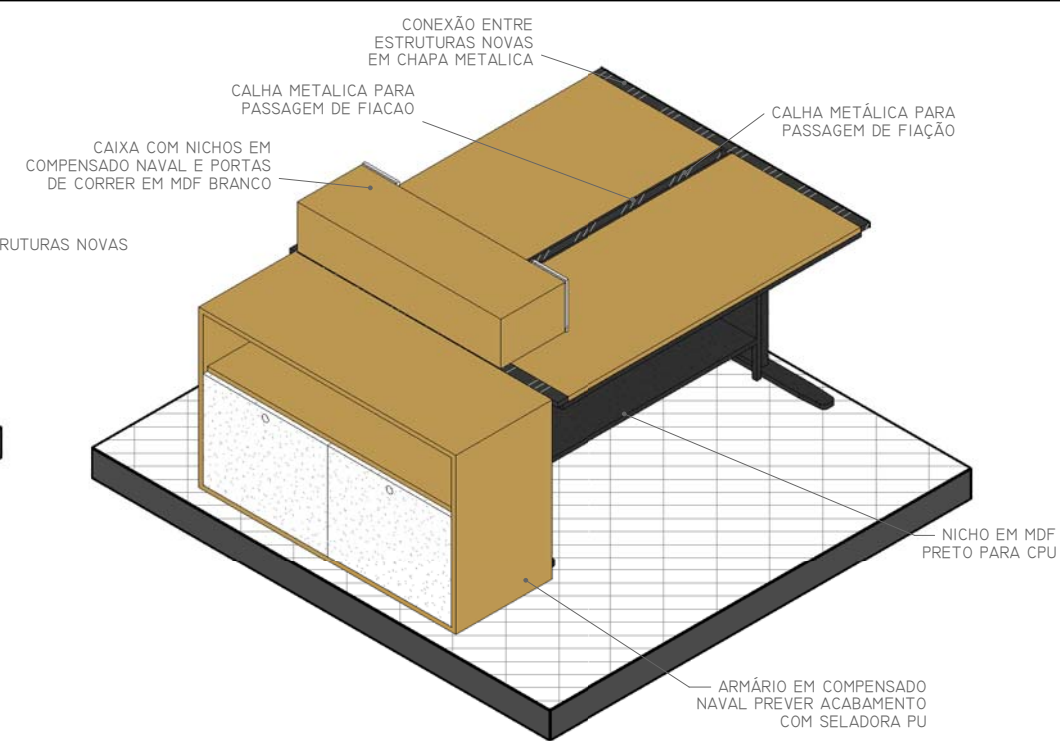 CONEXÃO ENTRE
ESTRUTURAS NOVAS
EM CHAPA METALICA
CALHA METALICA PARA
PASSAGEM DE FIACAO
CALHA METÁLICA PARA
PASSAGEM DE FIAÇÃO
CAIXA COM NICHOS EM
COMPENSADO NAVAL E PORTAS
DE CORRER EM MDF BRANCO
RUTURAS NOVAS
NICHO EM MDF
PRETO PARA CPU
ARMÁRIO EM COMPENSADO
NAVAL PREVER ACABAMENTO
COM SELADORA PU